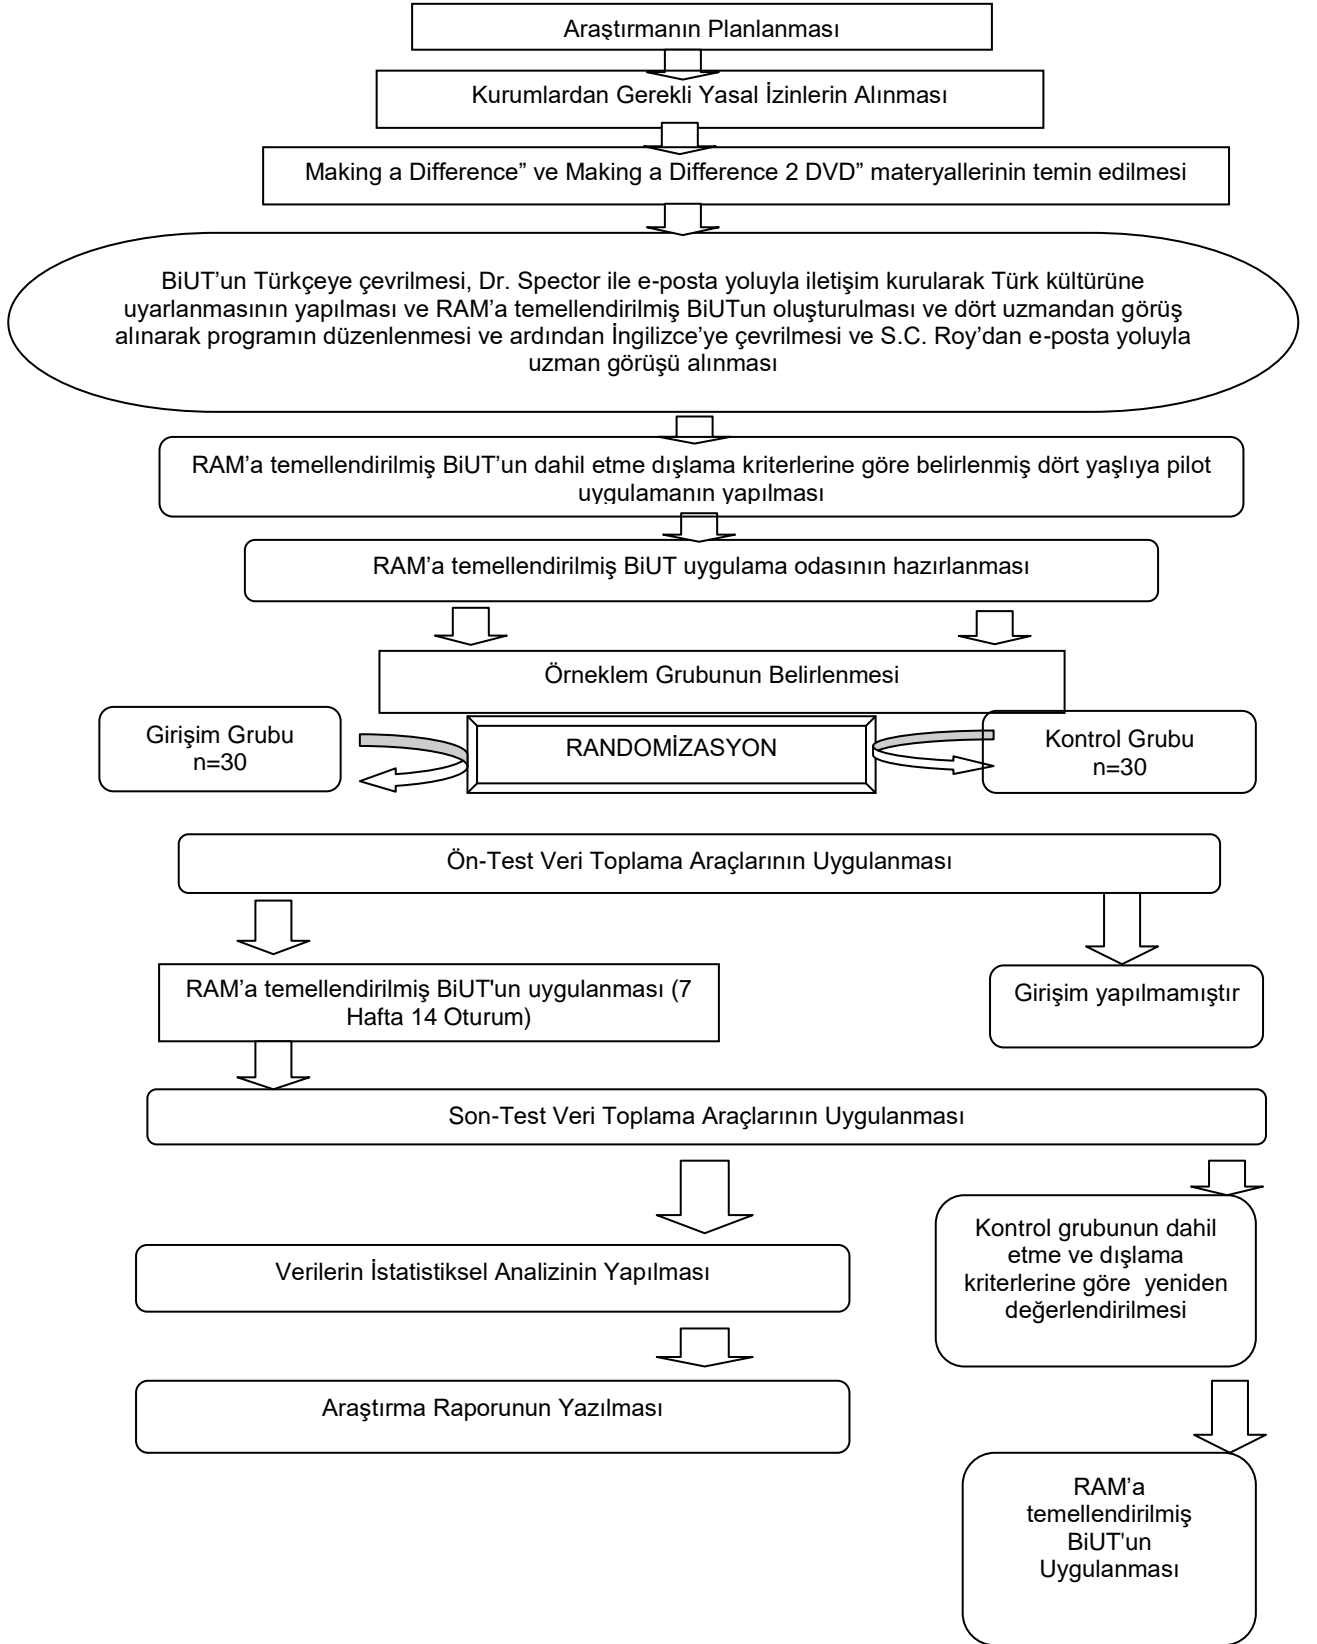 Araştırmanın Planlanması
Kurumlardan Gerekli Yasal İzinlerin Alınması
Making a Difference” ve Making a Difference 2 DVD” materyallerinin temin edilmesi
BiUT’un Türkçeye çevrilmesi, Dr. Spector ile e-posta yoluyla iletişim kurularak Türk kültürüne
uyarlanmasının yapılması ve RAM’a temellendirilmiş BiUTun oluşturulması ve dört uzmandan görüş
alınarak programın düzenlenmesi ve ardından İngilizce’ye çevrilmesi ve S.C. Roy’dan e-posta yoluyla
uzman görüşü alınması
RAM’a temellendirilmiş BiUT’un dahil etme dışlama kriterlerine göre belirlenmiş dört yaşlıya pilot
uygulamanın yapılması
RAM’a temellendirilmiş BiUT uygulama odasının hazırlanması
Örneklem Grubunun Belirlenmesi
Girişim Grubu
n=30
RANDOMİZASYON
Kontrol Grubu
n=30
Ön-Test Veri Toplama Araçlarının Uygulanması
RAM’a temellendirilmiş BiUT'un uygulanması (7
Hafta 14 Oturum)
Girişim yapılmamıştır
Son-Test Veri Toplama Araçlarının Uygulanması
Verilerin İstatistiksel Analizinin Yapılması
Kontrol grubunun dahil
etme ve dışlama
kriterlerine göre  yeniden
değerlendirilmesi
Araştırma Raporunun Yazılması
RAM’a
temellendirilmiş
BiUT'un
Uygulanması